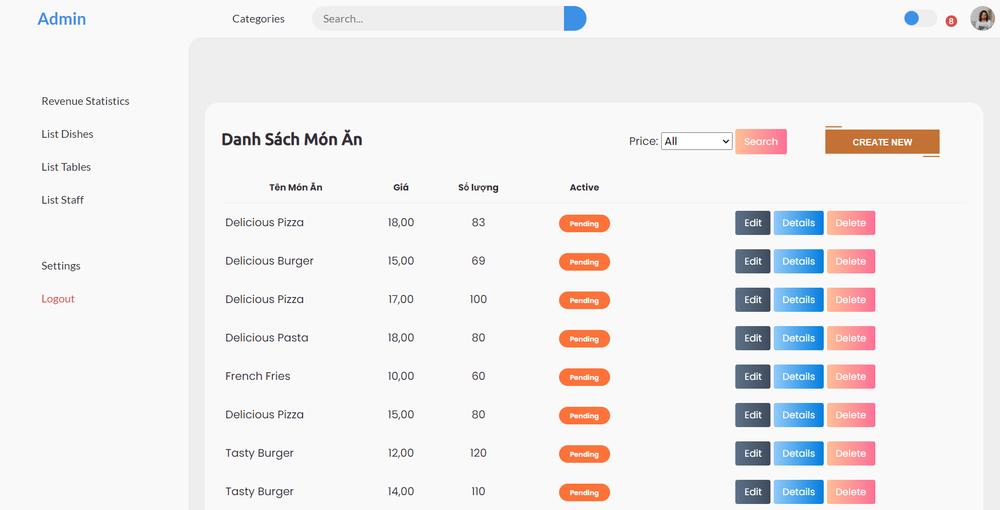 Admin
Categories
Search...
8
Revenue Statistics
List Dishes
List Tables
List Staff
Settings
Logout
Danh Sách Món Ăn
Price: All Search
CREATE NEW
Tên Món Ăn Giá Số lượng Active
Delicious Pizza 18,00 83 Pending Edit Details Delete
Delicious Burger 15,00 69 Pending Edit Details Delete
Delicious Pizza 17,00 100 Pending Edit Details Delete
Delicious Pasta 18,00 80 Pending Edit Details Delete
French Fries 10,00 60 Pending Edit Details Delete
Delicious Pizza 15,00 80 Pending Edit Details Delete
Tasty Burger 12,00 120 Pending Edit Details Delete
Tasty Burger 14,00 110 Pending Edit Details Delete